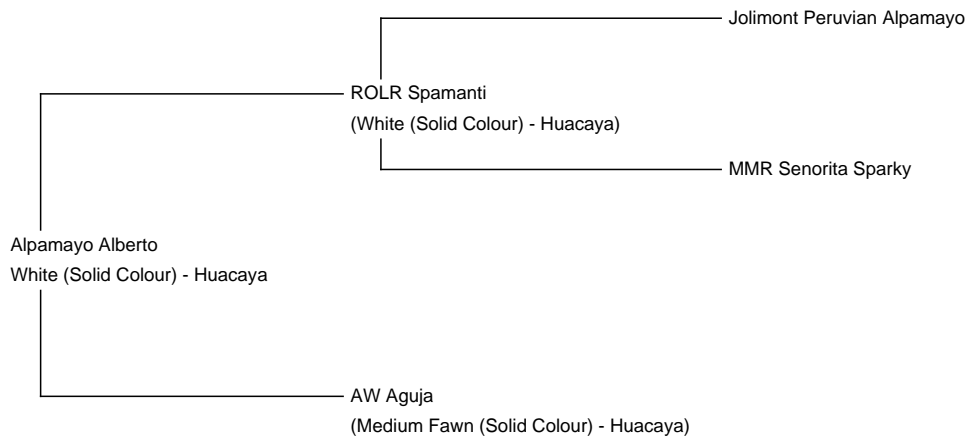 Jolimont Peruvian Alpamayo
ROLR Spamanti
(White (Solid Colour) - Huacaya)
MMR Senorita Sparky
Alpamayo Alberto
White (Solid Colour) - Huacaya
AW Aguja
(Medium Fawn (Solid Colour) - Huacaya)